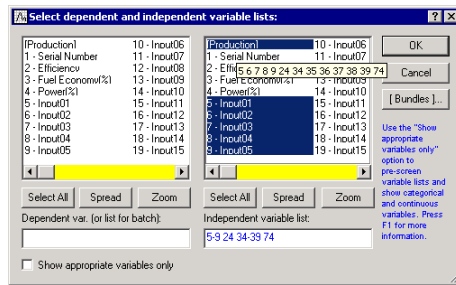 Select dependent and independent variable lists:
[Production] 10 - Input06
1 - Serial Number 11 - Input07
2 - Efficiency 12 - Input08
3 - Fuel Economy(%) 13 - Input09
4 - Power(%) 14 - Input10
5 - Input01 15 - Input11
6 - Input02 16 - Input12
7 - Input03 17 - Input13
8 - Input04 18 - Input14
9 - Input05 19 - Input15
[Production] 10 - Input06
1 - Serial Number 11 - Input07
2 - Effici
5 6 7 8 9 24 34 35 36 37 38 39 74
3 - Fuel Economy(%) 13 - Input09
4 - Power(%) 14 - Input10
5 - Input01 15 - Input11
6 - Input02 16 - Input12
7 - Input03 17 - Input13
8 - Input04 18 - Input14
9 - Input05 19 - Input15
OK
Cancel
[ Bundles ]...
Use the "Show
appropriate
variables only"
option to
pre-screen
variable lists and
show categorical
and continuous
variables. Press
F1 for more
information.
Select All Spread Zoom
Select All Spread Zoom
Dependent var. (or list for batch):
Independent variable list:
5-9 24 34-39 74
Show appropriate variables only